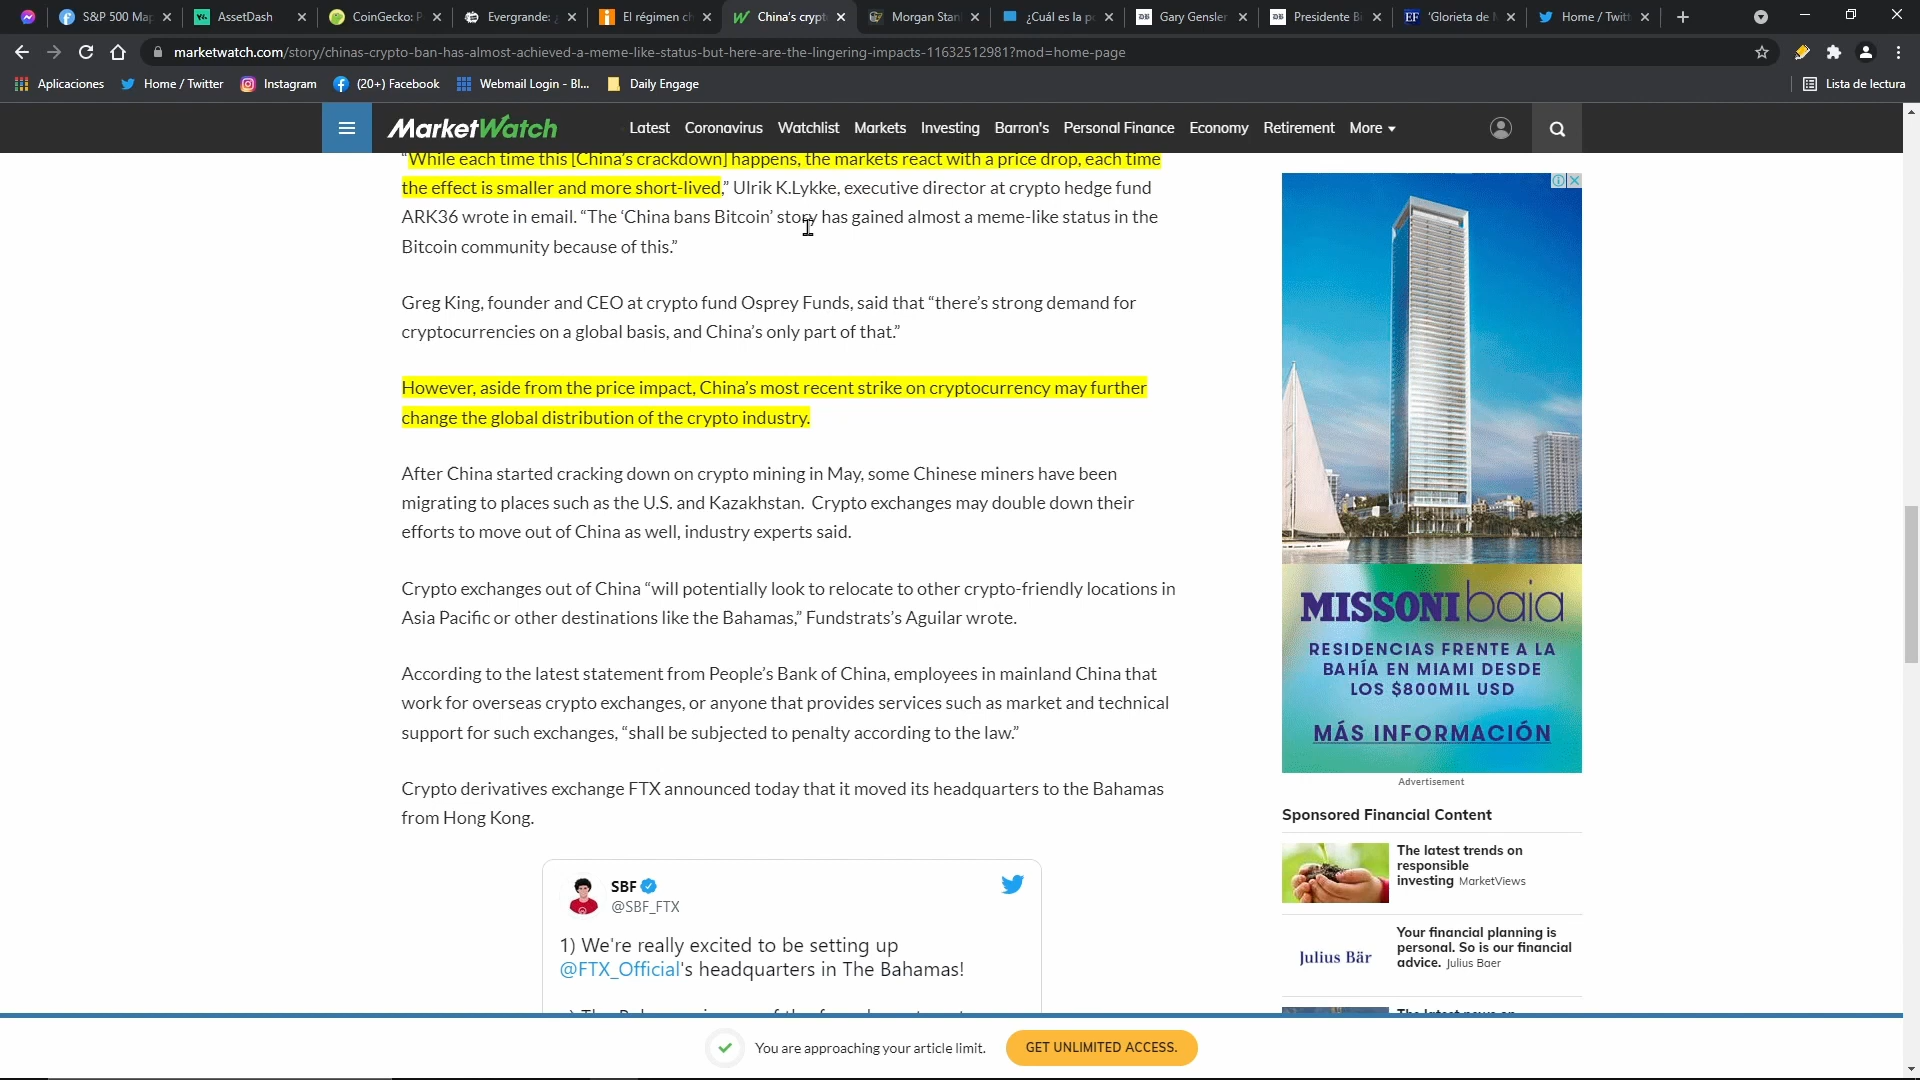 S&P 500 Map
AssetDash
CoinGecko: P
Evergrande: ¿
El régimen ch
China's crypt
Morgan Stan
¿Cuál es la p
Gary Gensler
Presidente Bi
'Glorieta de
Home / Twitt
marketwatch.com/story/chinas-crypto-ban-has-almost-achieved-a-meme-like-status-but-here-are-the-lingering-impacts-11632512981?mod=home-page
Aplicaciones
Home / Twitter
Instagram
(20+) Facebook
Webmail Login - Bl...
Daily Engage
Lista de lectura
MarketWatch
Latest
Coronavirus
Watchlist
Markets
Investing
Barron's
Personal Finance
Economy
Retirement
More
“While each time this [China’s crackdown] happens, the markets react with a price drop, each time
the effect is smaller and more short-lived,” Ulrik K.Lykke, executive director at crypto hedge fund
ARK36 wrote in email. “The ‘China bans Bitcoin’ story has gained almost a meme-like status in the
Bitcoin community because of this.”
Greg King, founder and CEO at crypto fund Osprey Funds, said that “there’s strong demand for
cryptocurrencies on a global basis, and China’s only part of that.”
However, aside from the price impact, China’s most recent strike on cryptocurrency may further
change the global distribution of the crypto industry.
After China started cracking down on crypto mining in May, some Chinese miners have been
migrating to places such as the U.S. and Kazakhstan.  Crypto exchanges may double down their
efforts to move out of China as well, industry experts said.
Crypto exchanges out of China “will potentially look to relocate to other crypto-friendly locations in
Asia Pacific or other destinations like the Bahamas,” Fundstrats’s Aguilar wrote.
According to the latest statement from People’s Bank of China, employees in mainland China that
work for overseas crypto exchanges, or anyone that provides services such as market and technical
support for such exchanges, “shall be subjected to penalty according to the law.”
Crypto derivatives exchange FTX announced today that it moved its headquarters to the Bahamas
from Hong Kong.
SBF
@SBF_FTX
1) We're really excited to be setting up
@FTX_Official's headquarters in The Bahamas!
MISSONI baia
RESIDENCIAS FRENTE A LA
BAHÍA EN MIAMI DESDE
LOS $800MIL USD
MÁS INFORMACIÓN
Advertisement
Sponsored Financial Content
The latest trends on
responsible
investing MarketViews
Julius Bär
Your financial planning is
personal. So is our financial
advice. Julius Baer
You are approaching your article limit.
GET UNLIMITED ACCESS.